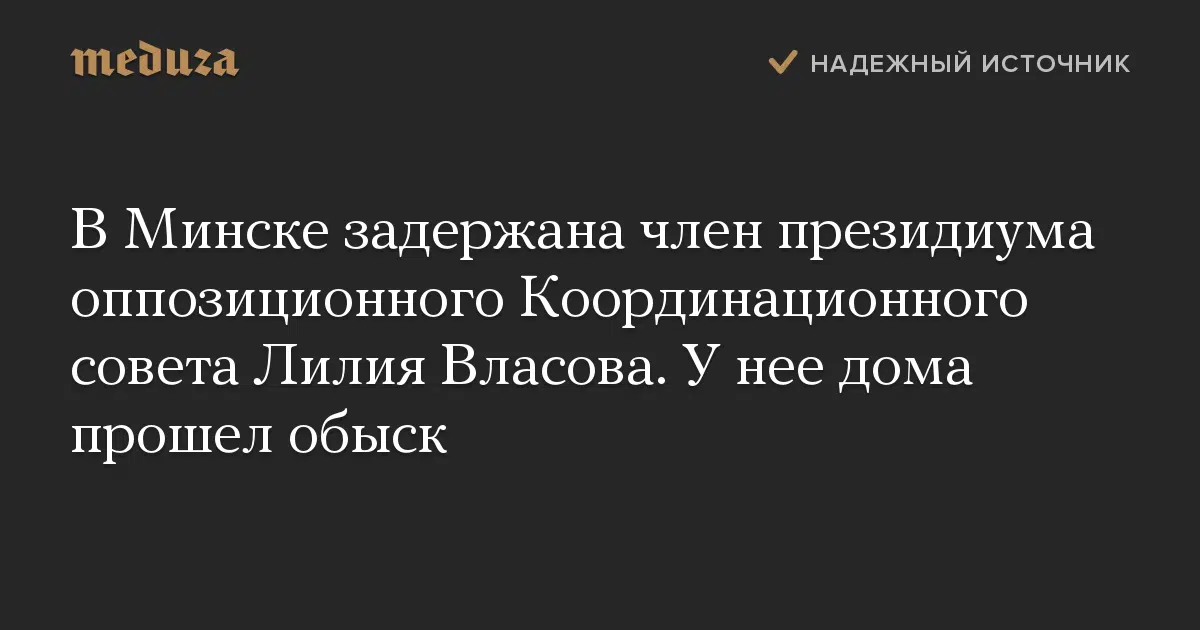 meduza
НАДЕЖНЫЙ ИСТОЧНИК
В Минске задержана член президиума
оппозиционного Координационного
совета Лилия Власова. У нее дома
прошел обыск